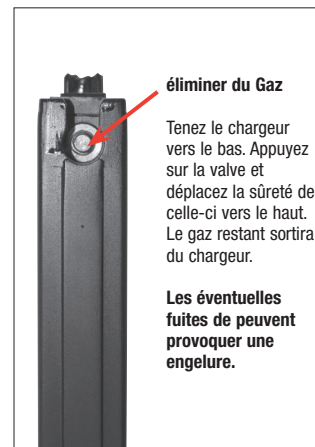 éliminer du Gaz
Tenez le chargeur
vers le bas. Appuyez
sur la valve et
déplacez la sûreté de
celle-ci vers le haut.
Le gaz restant sortira
du chargeur.
Les éventuelles
fuites de peuvent
provoquer une
engelure.